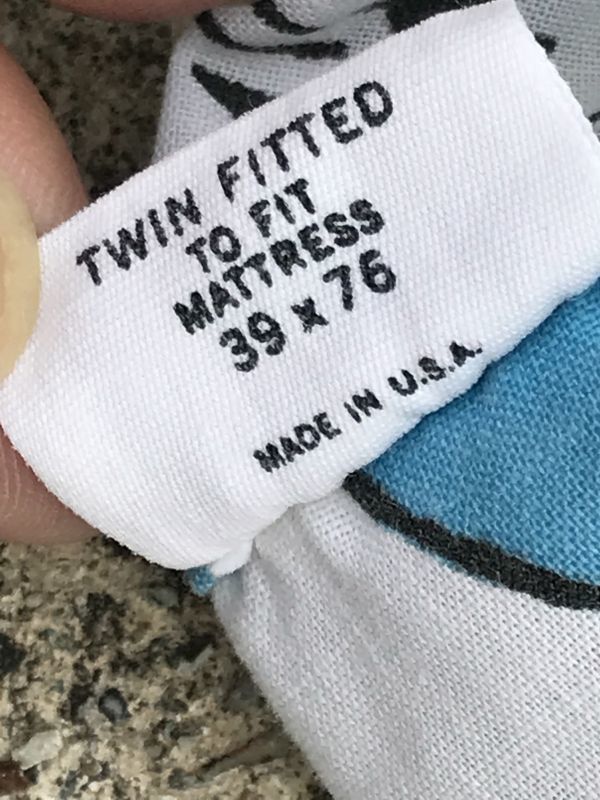 TWIN FITTED
TO FIT
MATTRESS
39 x 76
MADE IN U.S.A.